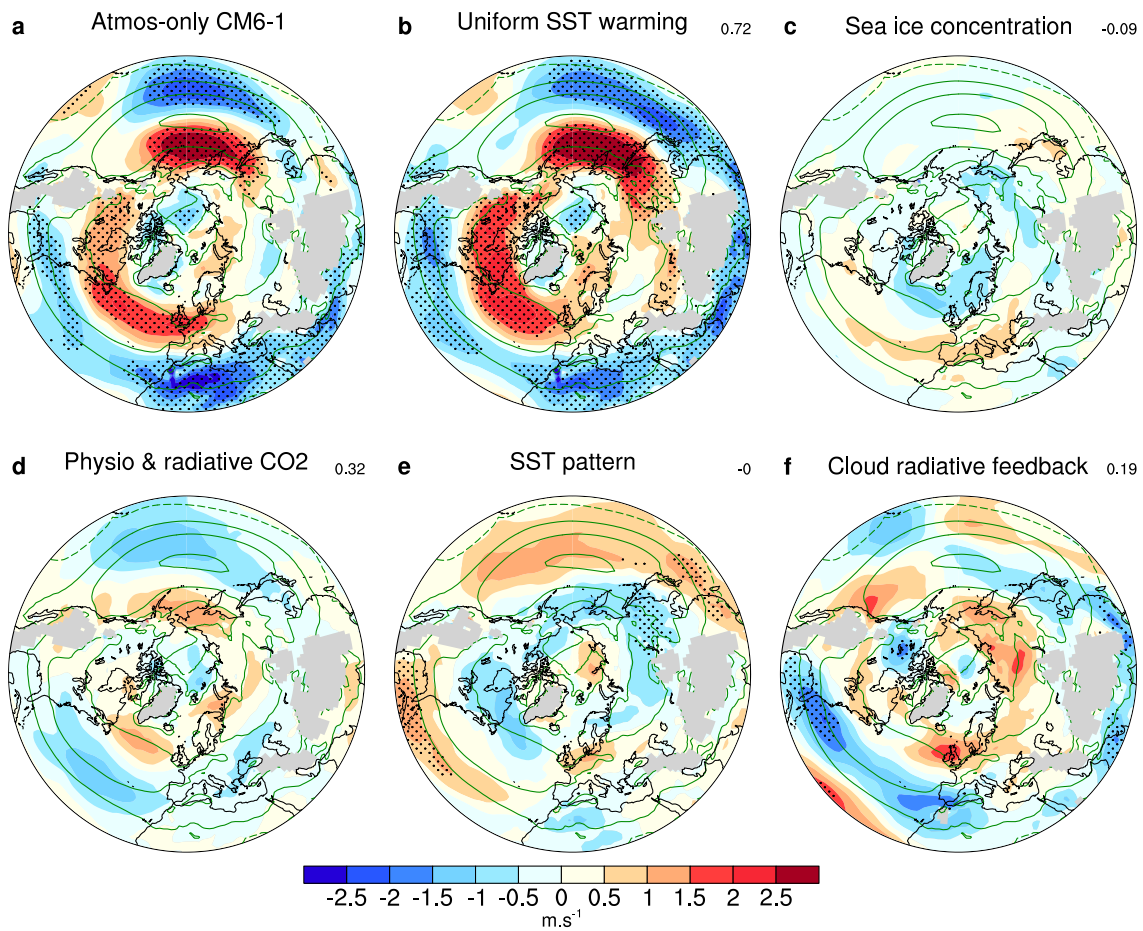 a Atmos-only CM6-1
b Uniform SST warming 0.72
c Sea ice concentration -0.09
d Physio & radiative CO2 0.32
e SST pattern -0
f Cloud radiative feedback 0.19
-2.5 -2 -1.5 -1 -0.5 0 0.5 1 1.5 2 2.5
m.s⁻¹